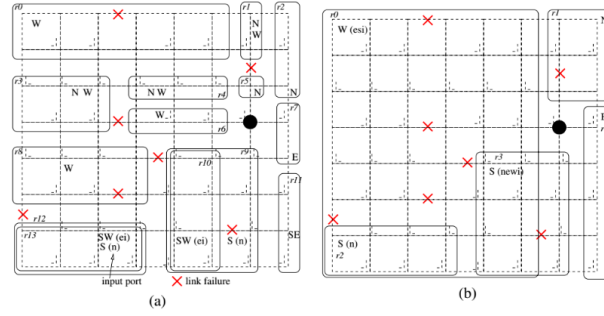 r0
W
r1
N
W
r2
N
r3
N W
N W
r4
r5
N
W
r6
r7
E
r8
W
r9
r10
r11
SE
r12
r13
SW (ei)
S (n)
SW (ei)
S (n)
input port
link failure
(a)
r0
W (esi)
r1
N
r3
S (newi)
S (n)
r2
(b)